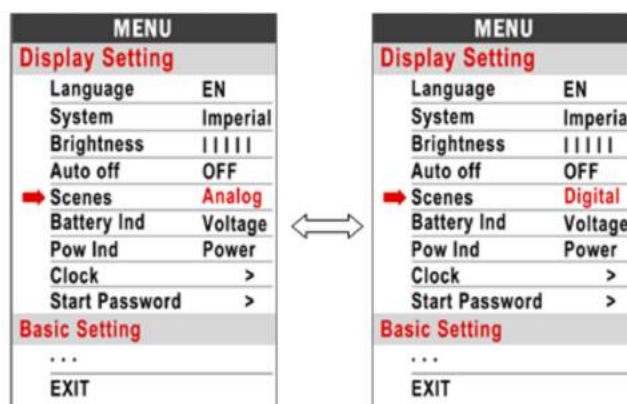 MENU
Display Setting
Language EN
System Imperial
Brightness | | | | |
Auto off OFF
Scenes Analog
Battery Ind Voltage
Pow Ind Power
Clock >
Start Password >
Basic Setting
...
EXIT
MENU
Display Setting
Language EN
System Imperia
Brightness | | | | |
Auto off OFF
Scenes Digital
Battery Ind Voltage
Pow Ind Power
Clock >
Start Password >
Basic Setting
...
EXIT